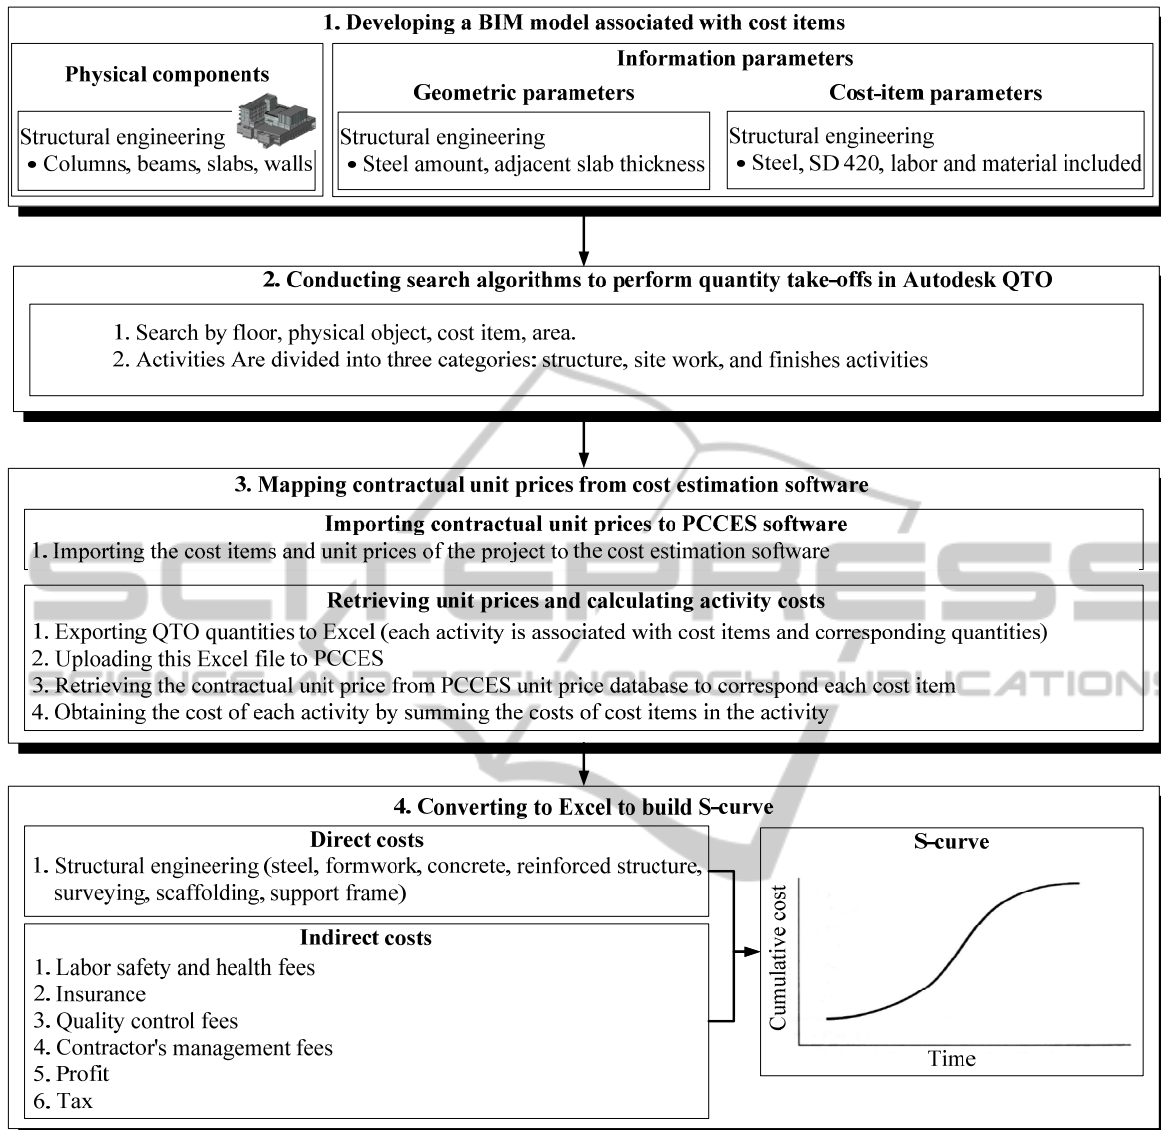 1. Developing a BIM model associated with cost items
Physical components
Structural engineering
• Columns, beams, slabs, walls
Information parameters
Geometric parameters
Structural engineering
• Steel amount, adjacent slab thickness
Cost-item parameters
Structural engineering
• Steel, SD 420, labor and material included
2. Conducting search algorithms to perform quantity take-offs in Autodesk QTO
1. Search by floor, physical object, cost item, area.
2. Activities Are divided into three categories: structure, site work, and finishes activities
3. Mapping contractual unit prices from cost estimation software
Importing contractual unit prices to PCCES software
1. Importing the cost items and unit prices of the project to the cost estimation software
SCITEPRESS
Retrieving unit prices and calculating activity costs
1. Exporting QTO quantities to Excel (each activity is associated with cost items and corresponding quantities)
2. Uploading this Excel file to PCCES
SCIENCE AND TECHNOLOGY PUBLICATIONS
3. Retrieving the contractual unit price from PCCES unit price database to correspond each cost item
4. Obtaining the cost of each activity by summing the costs of cost items in the activity
4. Converting to Excel to build S-curve
Direct costs
1. Structural engineering (steel, formwork, concrete, reinforced structure,
surveying, scaffolding, support frame)
Indirect costs
1. Labor safety and health fees
2. Insurance
3. Quality control fees
4. Contractor's management fees
5. Profit
6. Tax
S-curve
Cumulative cost
Time